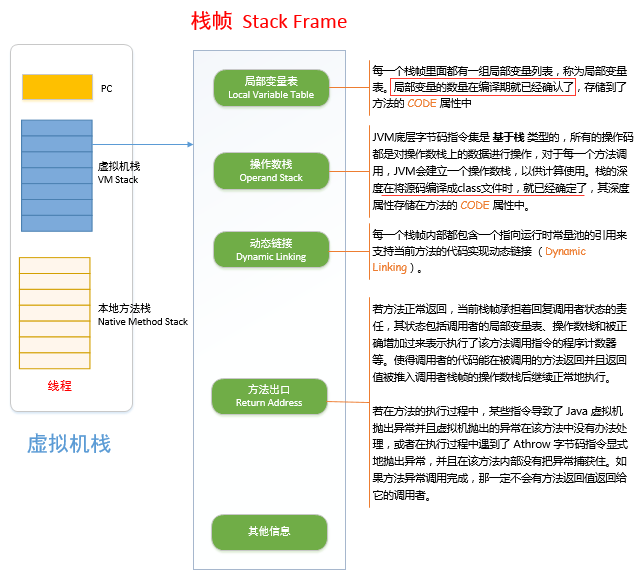 栈帧 Stack Frame
PC
虚拟机栈
VM Stack
本地方法栈
Native Method Stack
线程
虚拟机栈
局部变量表
Local Variable Table
每一个栈帧里面都有一组局部变量列表，称为局部变量
表。局部变量的数量在编译期就已经确认了，存储到了
方法的 CODE 属性中
操作数栈
Operand Stack
JVM底层字节码指令集是 基于栈 类型的，所有的操作码
都是对操作数栈上的数据进行操作，对于每一个方法调
用，JVM会建立一个操作数栈，以供计算使用。栈的深
度在将源码编译成class文件时，就已经确定了，其深度
属性存储在方法的 CODE 属性中。
动态链接
Dynamic Linking
每一个栈帧内部都包含一个指向运行时常量池的引用来
支持当前方法的代码实现动态链接 （Dynamic
Linking）。
方法出口
Return Address
若方法正常返回，当前栈帧承担着回复调用者状态的责
任，其状态包括调用者的局部变量表、操作数栈和被正
确增加过来表示执行了该方法调用指令的程序计数器
等。使得调用者的代码能在被调用的方法返回并且返回
值被推入调用者栈帧的操作数栈后继续正常地执行。
若在方法的执行过程中，某些指令导致了 Java 虚拟机
抛出异常并且虚拟机抛出的异常在该方法中没有办法处
理，或者在执行过程中遇到了 Athrow 字节码指令显式
地抛出异常，并且在该方法内部没有把异常捕获住。如
果方法异常调用完成，那一定不会有方法返回值返回给
它的调用者。
其他信息